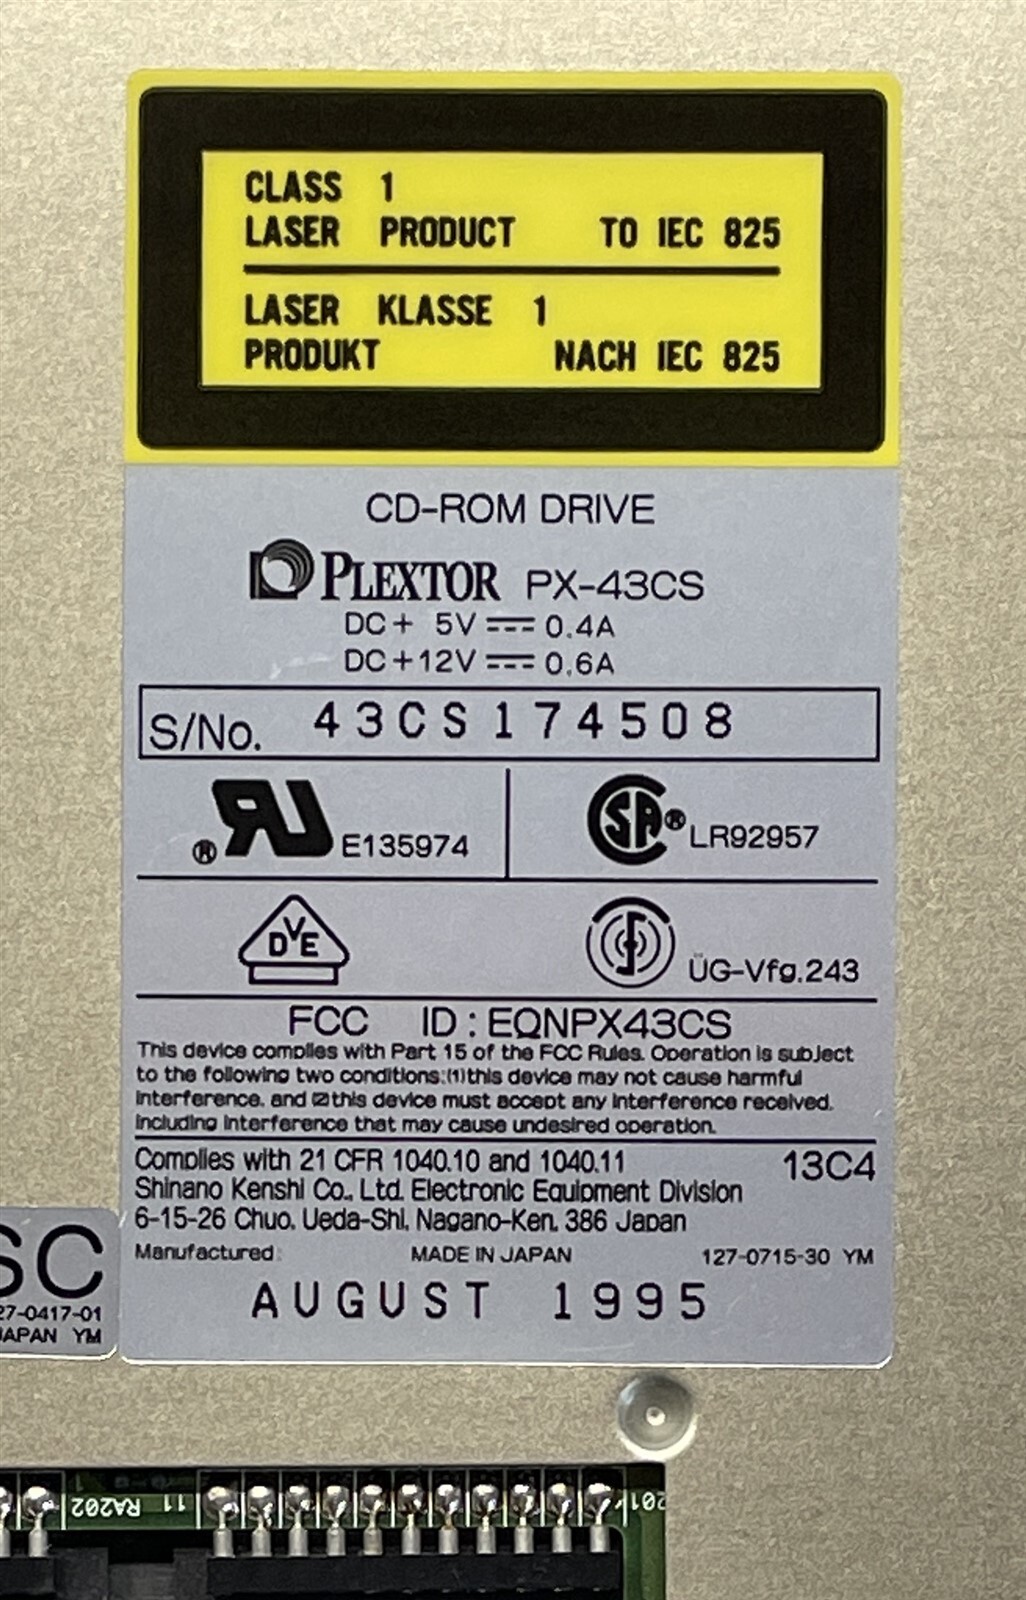 CLASS 1
LASER PRODUCT TO IEC 825
LASER KLASSE 1
PRODUKT NACH IEC 825
CD-ROM DRIVE
PLEXTOR PX-43CS
DC+ 5V 0.4A
DC+12V 0.6A
S/No. 43CS174508
® UR E135974
SA ® LR92957
DVE
ÜG-Vfg.243
FCC ID : EQNPX43CS
This device complies with Part 15 of the FCC Rules. Operation is subject
to the following two conditions:(1)this device may not cause harmful
interference, and (2)this device must accept any interference received,
including interference that may cause undesired operation.
Complies with 21 CFR 1040.10 and 1040.11 13C4
Shinano Kenshi Co., Ltd. Electronic Equipment Division
6-15-26 Chuo, Ueda-Shi, Nagano-Ken, 386 Japan
Manufactured: MADE IN JAPAN 127-0715-30 YM
AUGUST 1995
SC
27-0417-01
JAPAN YM
RA202 11
201